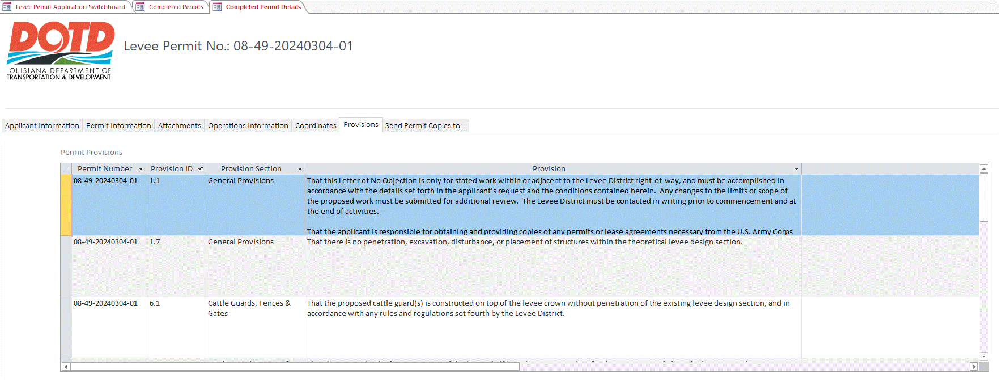 Levee Permit Application Switchboard Completed Permits Completed Permit Details
DOTD
LOUISIANA DEPARTMENT OF
TRANSPORTATION & DEVELOPMENT
Levee Permit No.: 08-49-20240304-01
Applicant Information Permit Information Attachments Operations Information Coordinates Provisions Send Permit Copies to...
Permit Provisions
Permit Number Provision ID Provision Section Provision
08-49-20240304-01 1.1 General Provisions That this Letter of No Objection is only for stated work within or adjacent to the Levee District right-of-way, and must be accomplished in
accordance with the details set forth in the applicant’s request and the conditions contained herein.  Any changes to the limits or scope of
the proposed work must be submitted for additional review.  The Levee District must be contacted in writing prior to commencement and at
the end of activities.
That the applicant is responsible for obtaining and providing copies of any permits or lease agreements necessary from the U.S. Army Corps
08-49-20240304-01 1.7 General Provisions That there is no penetration, excavation, disturbance, or placement of structures within the theoretical levee design section.
08-49-20240304-01 6.1 Cattle Guards, Fences & That the proposed cattle guard(s) is constructed on top of the levee crown without penetration of the existing levee design section, and in
Gates accordance with any rules and regulations set fourth by the Levee District.